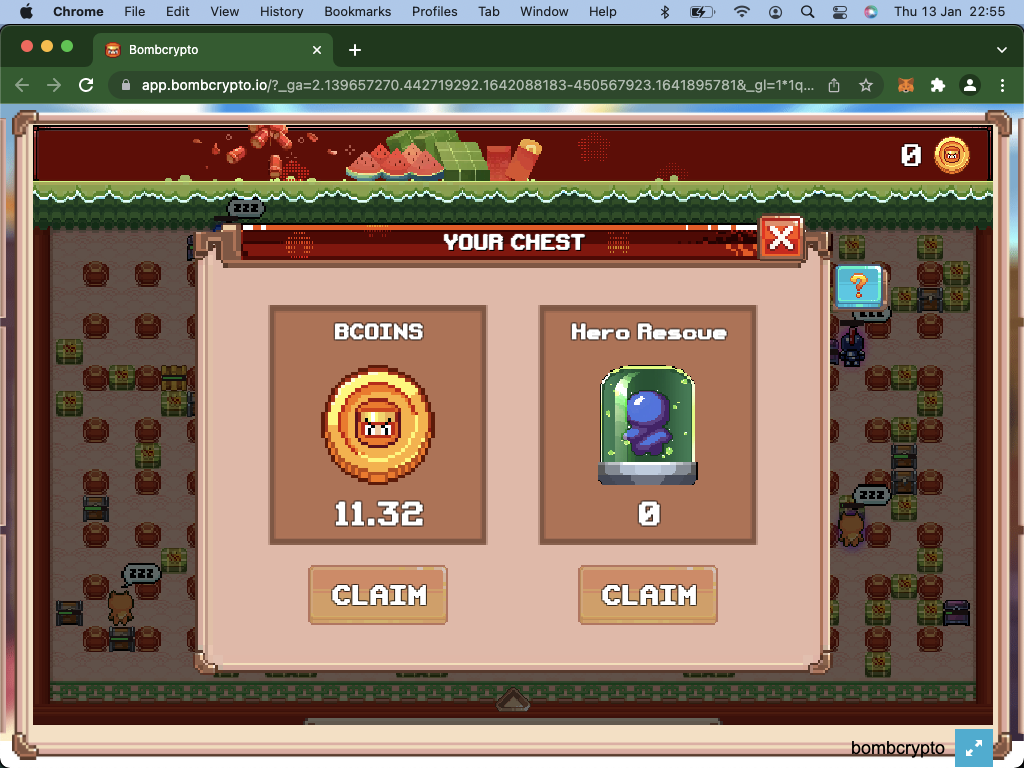 Chrome File Edit View History Bookmarks Profiles Tab Window Help Thu 13 Jan 22:55
Bombcrypto
app.bombcrypto.io/?_ga=2.139657270.442719292.1642088183-450567923.1641895781&_gl=1*1q...
0
zzz
YOUR CHEST
?
BCOINS
Hero Rescue
11.32
0
zzz
zzz
CLAIM
CLAIM
bombcrypto